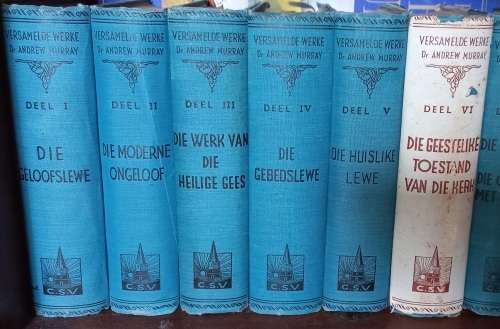 VERSAMELDE WERKE
Dr ANDREW MURRAY
DEEL I
DIE
GELOOFSLEWE
C.S.V.
VERSAMELDE WERKE
Dr ANDREW MURRAY
DEEL II
DIE MODERNE
ONGELOOF
C.S.V.
VERSAMELDE WERKE
Dr ANDREW MURRAY
DEEL III
DIE WERK VAN
DIE
HEILIGE GEES
C.S.V.
VERSAMELDE WERKE
Dr ANDREW MURRAY
DEEL IV
DIE
GEBEDSLEWE
C.S.V.
VERSAMELDE WERKE
Dr ANDREW MURRAY
DEEL V
DIE HUISLIKE
LEWE
C.S.V.
VERSAMELDE WERKE
Dr ANDREW MURRAY
DEEL VI
DIE GEESTELIKE
TOESTAND
VAN DIE KERK
C.S.V.
DEEL
MET